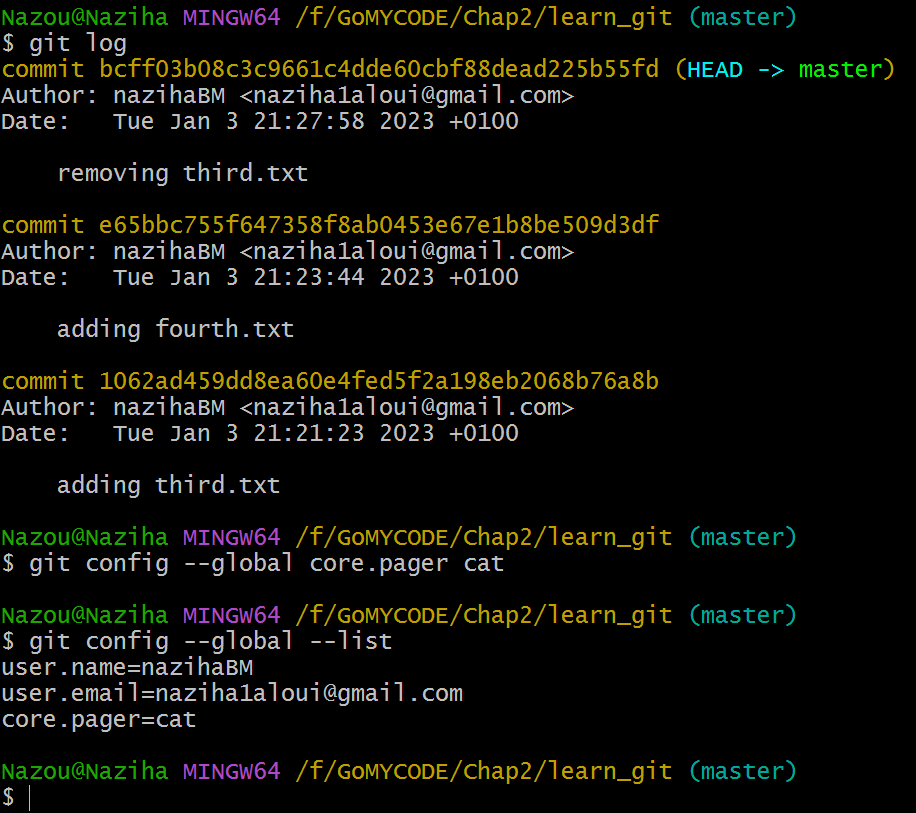 Nazou@Naziha MINGW64 /f/GoMYCODE/Chap2/learn_git (master)
$ git log
commit bcff03b08c3c9661c4dde60cbf88dead225b55fd (HEAD -> master)
Author: nazihaBM <naziha1aloui@gmail.com>
Date:   Tue Jan 3 21:27:58 2023 +0100
    removing third.txt
commit e65bbc755f647358f8ab0453e67e1b8be509d3df
Author: nazihaBM <naziha1aloui@gmail.com>
Date:   Tue Jan 3 21:23:44 2023 +0100
    adding fourth.txt
commit 1062ad459dd8ea60e4fed5f2a198eb2068b76a8b
Author: nazihaBM <naziha1aloui@gmail.com>
Date:   Tue Jan 3 21:21:23 2023 +0100
    adding third.txt
Nazou@Naziha MINGW64 /f/GoMYCODE/Chap2/learn_git (master)
$ git config --global core.pager cat
Nazou@Naziha MINGW64 /f/GoMYCODE/Chap2/learn_git (master)
$ git config --global --list
user.name=nazihaBM
user.email=naziha1aloui@gmail.com
core.pager=cat
Nazou@Naziha MINGW64 /f/GoMYCODE/Chap2/learn_git (master)
$